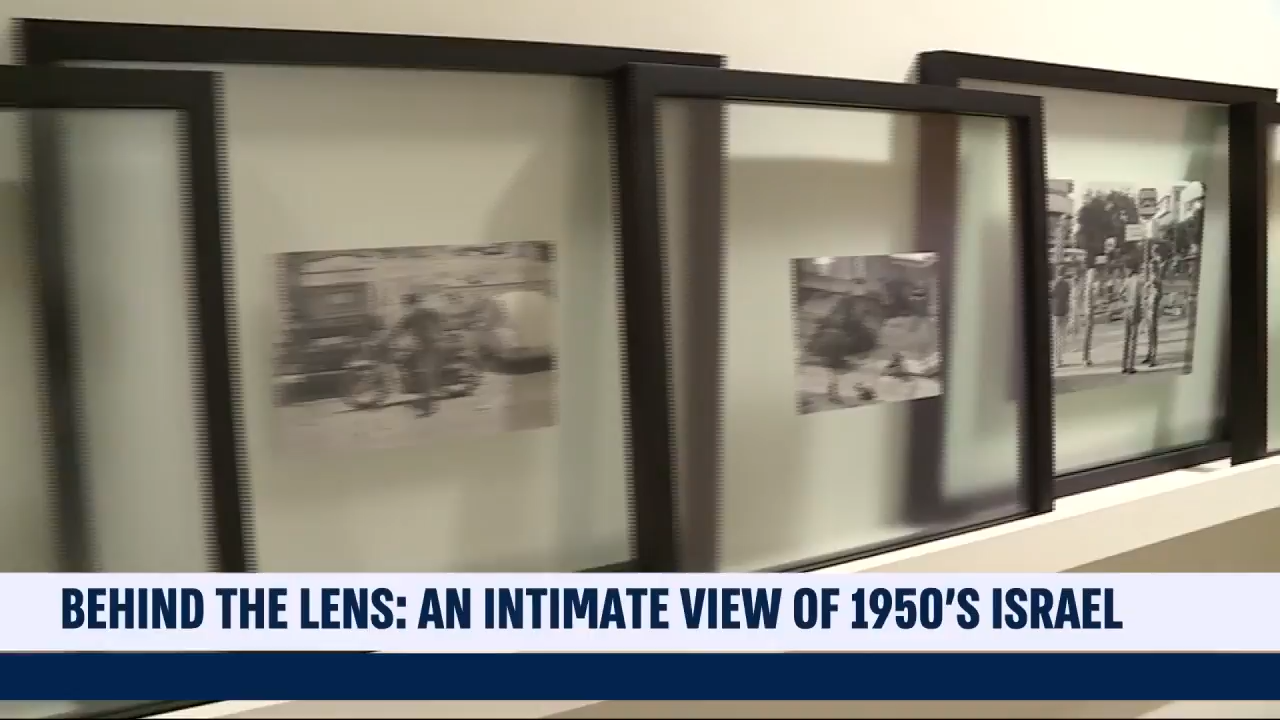 BEHIND THE LENS: AN INTIMATE VIEW OF 1950'S ISRAEL